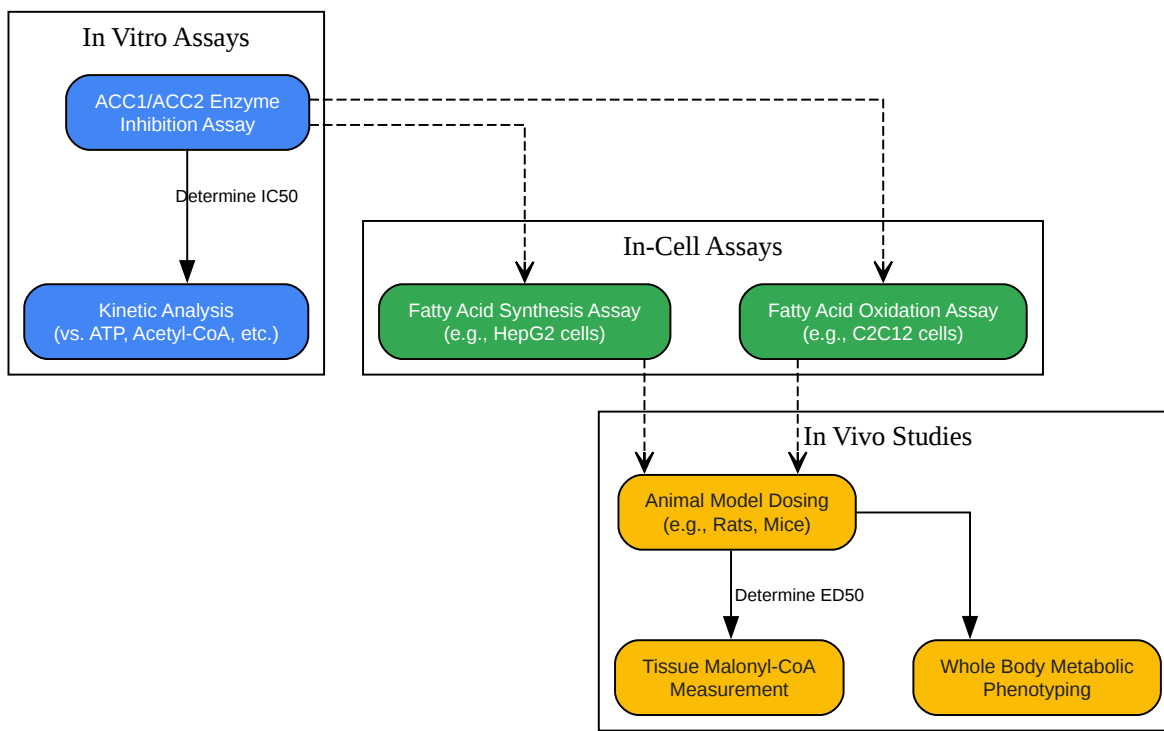 In Vitro Assays
ACC1/ACC2 Enzyme
Inhibition Assay
Determine IC50
Kinetic Analysis
(vs. ATP, Acetyl-CoA, etc.)
In-Cell Assays
Fatty Acid Synthesis Assay
(e.g., HepG2 cells)
Fatty Acid Oxidation Assay
(e.g., C2C12 cells)
In Vivo Studies
Animal Model Dosing
(e.g., Rats, Mice)
Determine ED50
Tissue Malonyl-CoA
Measurement
Whole Body Metabolic
Phenotyping